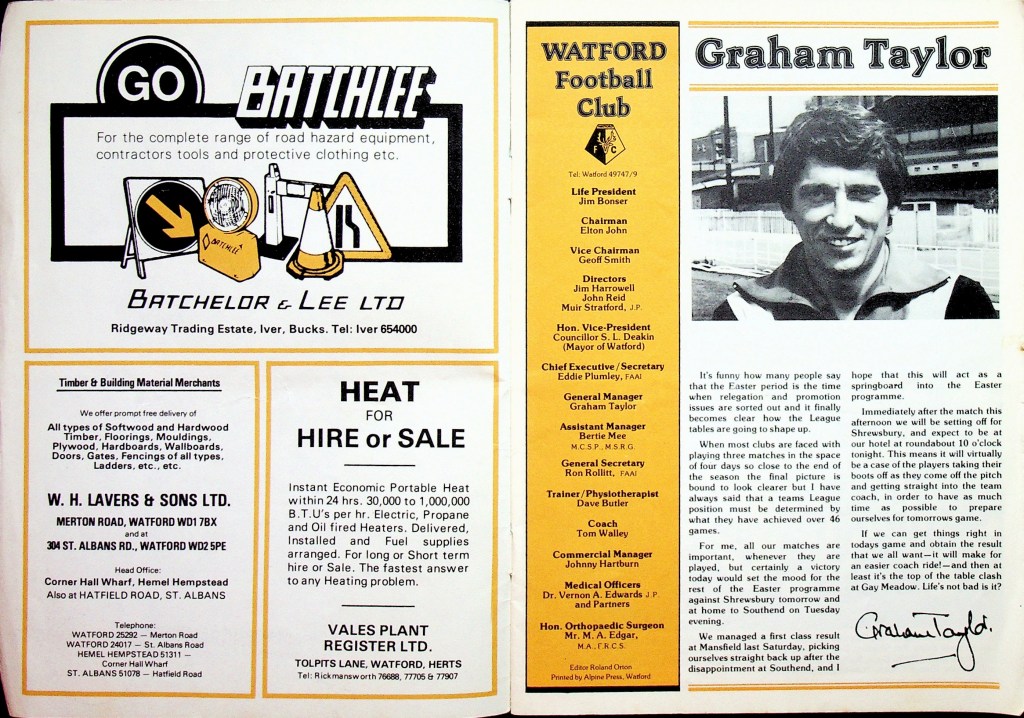 GO
BATCHLEE
For the complete range of road hazard equipment,
contractors tools and protective clothing etc.
BATCHLEE
BATCHELOR & LEE LTD
Ridgeway Trading Estate, Iver, Bucks. Tel: Iver 654000
Timber & Building Material Merchants
We offer prompt free delivery of
All types of Softwood and Hardwood
Timber, Floorings, Mouldings,
Plywood, Hardboards, Wallboards,
Doors, Gates, Fencings of all types,
Ladders, etc., etc.
W. H. LAVERS & SONS LTD.
MERTON ROAD, WATFORD WD1 7BX
and at
304 ST. ALBANS RD., WATFORD WD2 5PE
Head Office:
Corner Hall Wharf, Hemel Hempstead
Also at HATFIELD ROAD, ST. ALBANS
Telephone:
WATFORD 25292 — Merton Road
WATFORD 24017 — St. Albans Road
HEMEL HEMPSTEAD 51311 —
Corner Hall Wharf
ST. ALBANS 51078 — Hatfield Road
HEAT
FOR
HIRE or SALE
Instant Economic Portable Heat
within 24 hrs. 30,000 to 1,000,000
B.T.U's per hr. Electric, Propane
and Oil fired Heaters. Delivered,
Installed and Fuel supplies
arranged. For long or Short term
hire or Sale. The fastest answer
to any Heating problem.
VALES PLANT
REGISTER LTD.
TOLPITS LANE, WATFORD, HERTS
Tel: Rickmansworth 76688, 77705 & 77907
WATFORD
Football
Club
W
F C
Tel: Watford 49747/9
Life President
Jim Bonser
Chairman
Elton John
Vice Chairman
Geoff Smith
Directors
Jim Harrowell
John Reid
Muir Stratford, J.P.
Hon. Vice-President
Councillor S. L. Deakin
(Mayor of Watford)
Chief Executive/Secretary
Eddie Plumley, FAAI
General Manager
Graham Taylor
Assistant Manager
Bertie Mee
M.C.S.P., M.S.R.G.
General Secretary
Ron Rollitt, FAAI
Trainer/Physiotherapist
Dave Butler
Coach
Tom Walley
Commercial Manager
Johnny Hartburn
Medical Officers
Dr. Vernon A. Edwards J.P.
and Partners
Hon. Orthopaedic Surgeon
Mr. M. A. Edgar,
M.A., F.R.C.S.
Editor Roland Orton
Printed by Alpine Press, Watford
Graham Taylor
It's funny how many people say
that the Easter period is the time
when relegation and promotion
issues are sorted out and it finally
becomes clear how the League
tables are going to shape up.
When most clubs are faced with
playing three matches in the space
of four days so close to the end of
the season the final picture is
bound to look clearer but I have
always said that a teams League
position must be determined by
what they have achieved over 46
games.
For me, all our matches are
important, whenever they are
played, but certainly a victory
today would set the mood for the
rest of the Easter programme
against Shrewsbury tomorrow and
at home to Southend on Tuesday
evening.
We managed a first class result
at Mansfield last Saturday, picking
ourselves straight back up after the
disappointment at Southend, and I
hope that this will act as a
springboard into the Easter
programme.
Immediately after the match this
afternoon we will be setting off for
Shrewsbury, and expect to be at
our hotel at roundabout 10 o'clock
tonight. This means it will virtually
be a case of the players taking their
boots off as they come off the pitch
and getting straight into the team
coach, in order to have as much
time as possible to prepare
ourselves for tomorrows game.
If we can get things right in
todays game and obtain the result
that we all want—it will make for
an easier coach ride!—and then at
least it's the top of the table clash
at Gay Meadow. Life's not bad is it?
Graham Taylor.